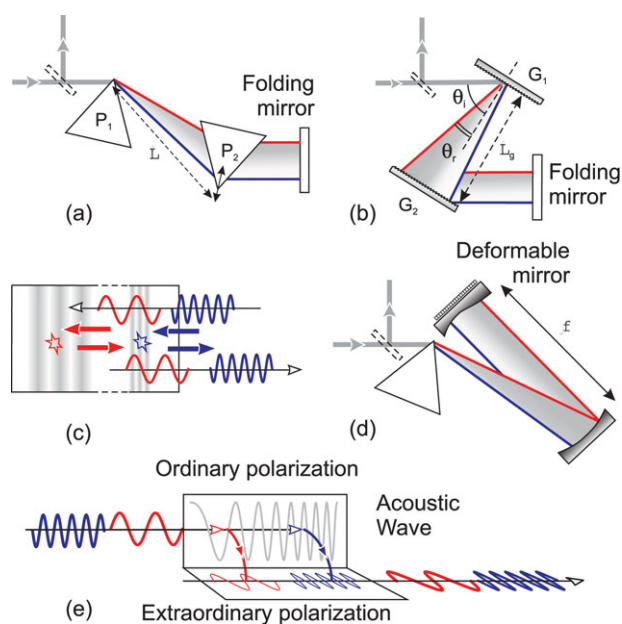 Folding
mirror
P1
P2
L
(a)
G1
θi
θr
Lg
G2
Folding
mirror
(b)
(c)
Deformable
mirror
f
(d)
Ordinary polarization
Acoustic
Wave
Extraordinary polarization
(e)